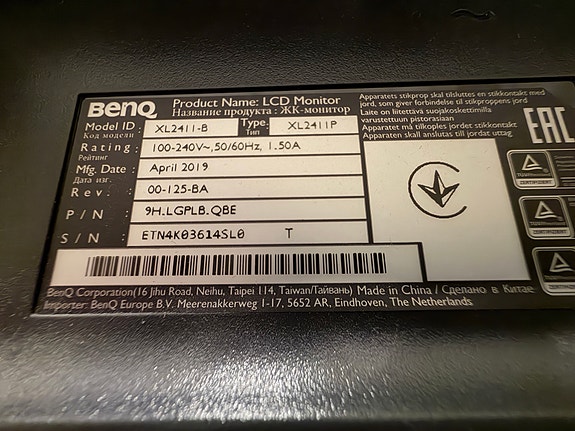 BenQ
Product Name: LCD Monitor
Название продукта : ЖК-монитор
Model ID : XL2411-B Type: XL2411P
Код модели Тип
Rating : 100-240V~,50/60Hz, 1.50A
Рейтинг
Mfg. Date : April 2019
Дата изг.
Rev. : 00-125-BA
P / N : 9H.LGPLB.QBE
S / N : ETN4K03614SL0 T
BenQ Corporation(16 Jihu Road, Neihu, Taipei 114, Taiwan/Тайвань) Made in China / Сделано в Китае
Importer: BenQ Europe B.V. Meerenakkerweg 1-17, 5652 AR, Eindhoven, The Netherlands
Apparatets stikprop skal tilsluttes en stikkontakt med
jord, som giver forbindelse til stikproppens jord
Laite on liitettävä suojakoskettimilla
varustettuun pistorasiaan
Apparatet må tilkoples jordet stikkontakt
Apparaten skall anslutas till jordat uttag.
EAC